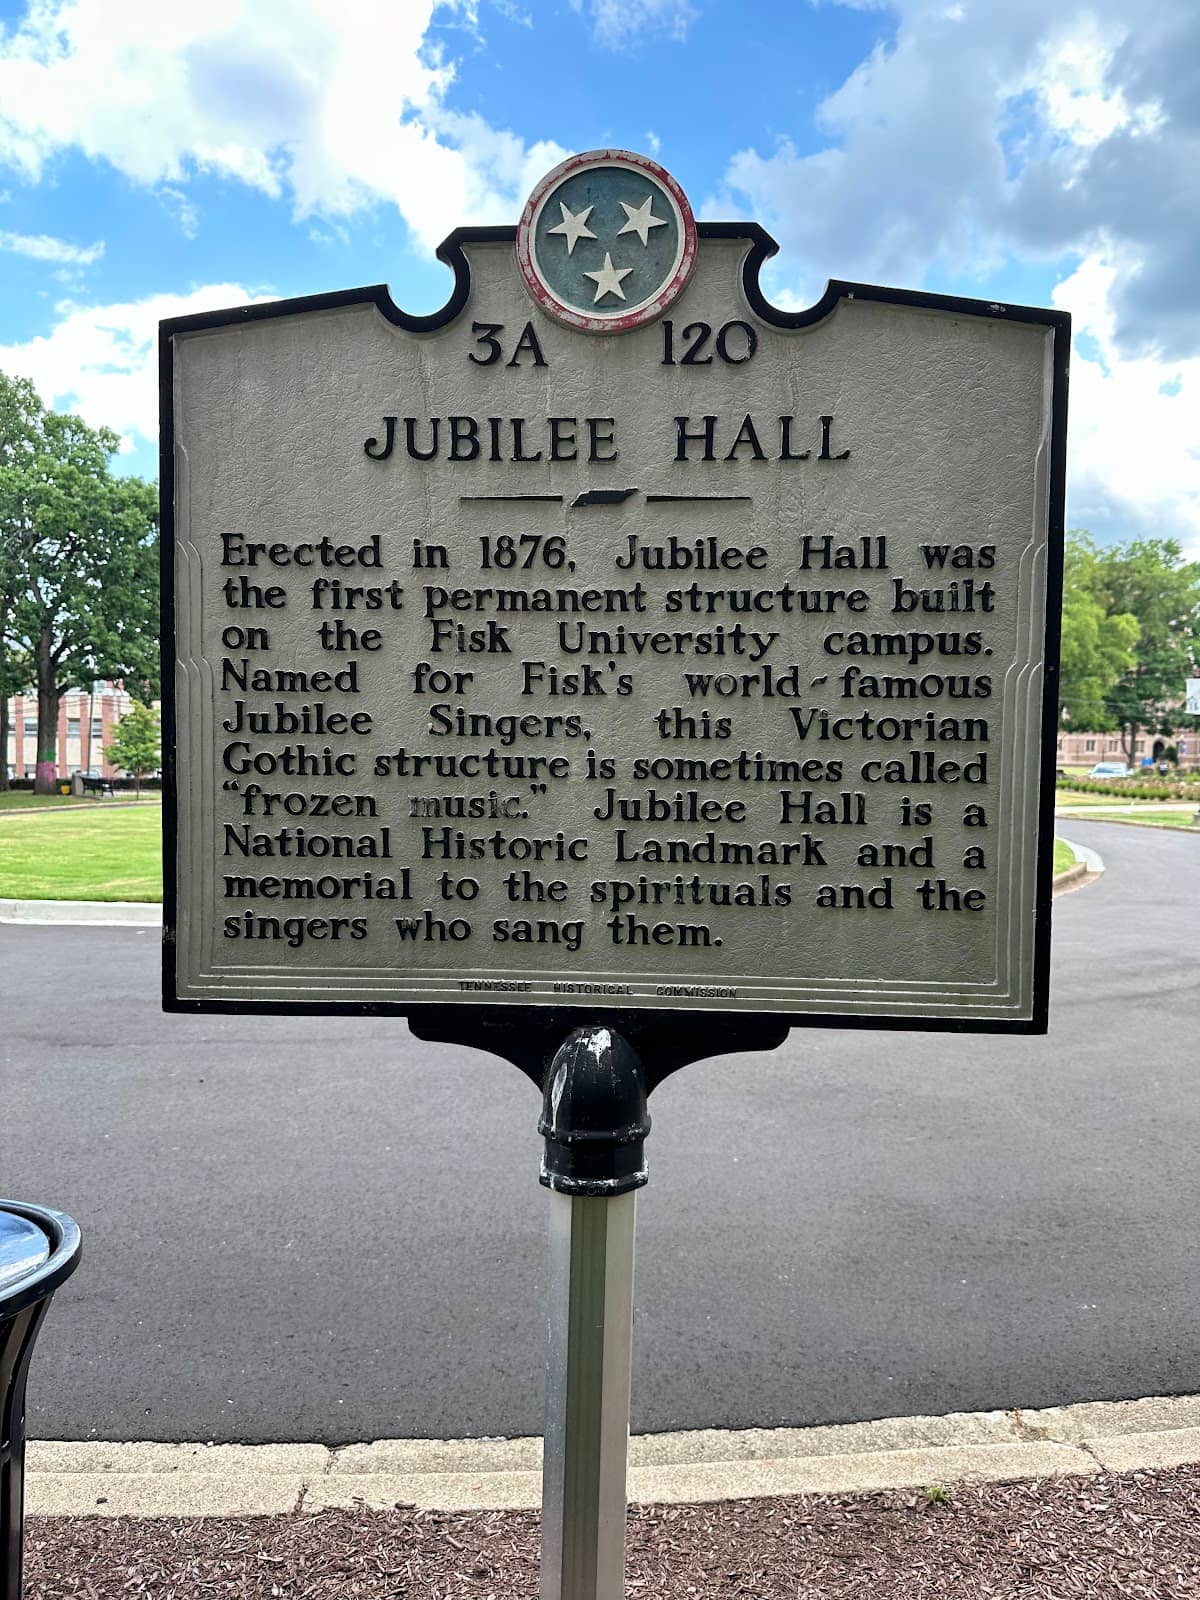 3A 120
JUBILEE HALL
Erected in 1876, Jubilee Hall was
the first permanent structure built
on the Fisk University campus.
Named for Fisk's world-famous
Jubilee Singers, this Victorian
Gothic structure is sometimes called
“frozen music.” Jubilee Hall is a
National Historic Landmark and a
memorial to the spirituals and the
singers who sang them.
TENNESSEE HISTORICAL COMMISSION